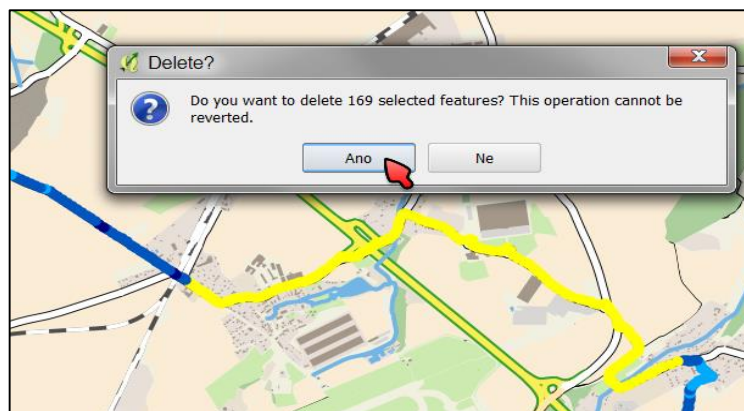 Delete?
Do you want to delete 169 selected features? This operation cannot be
reverted.
Ano
Ne